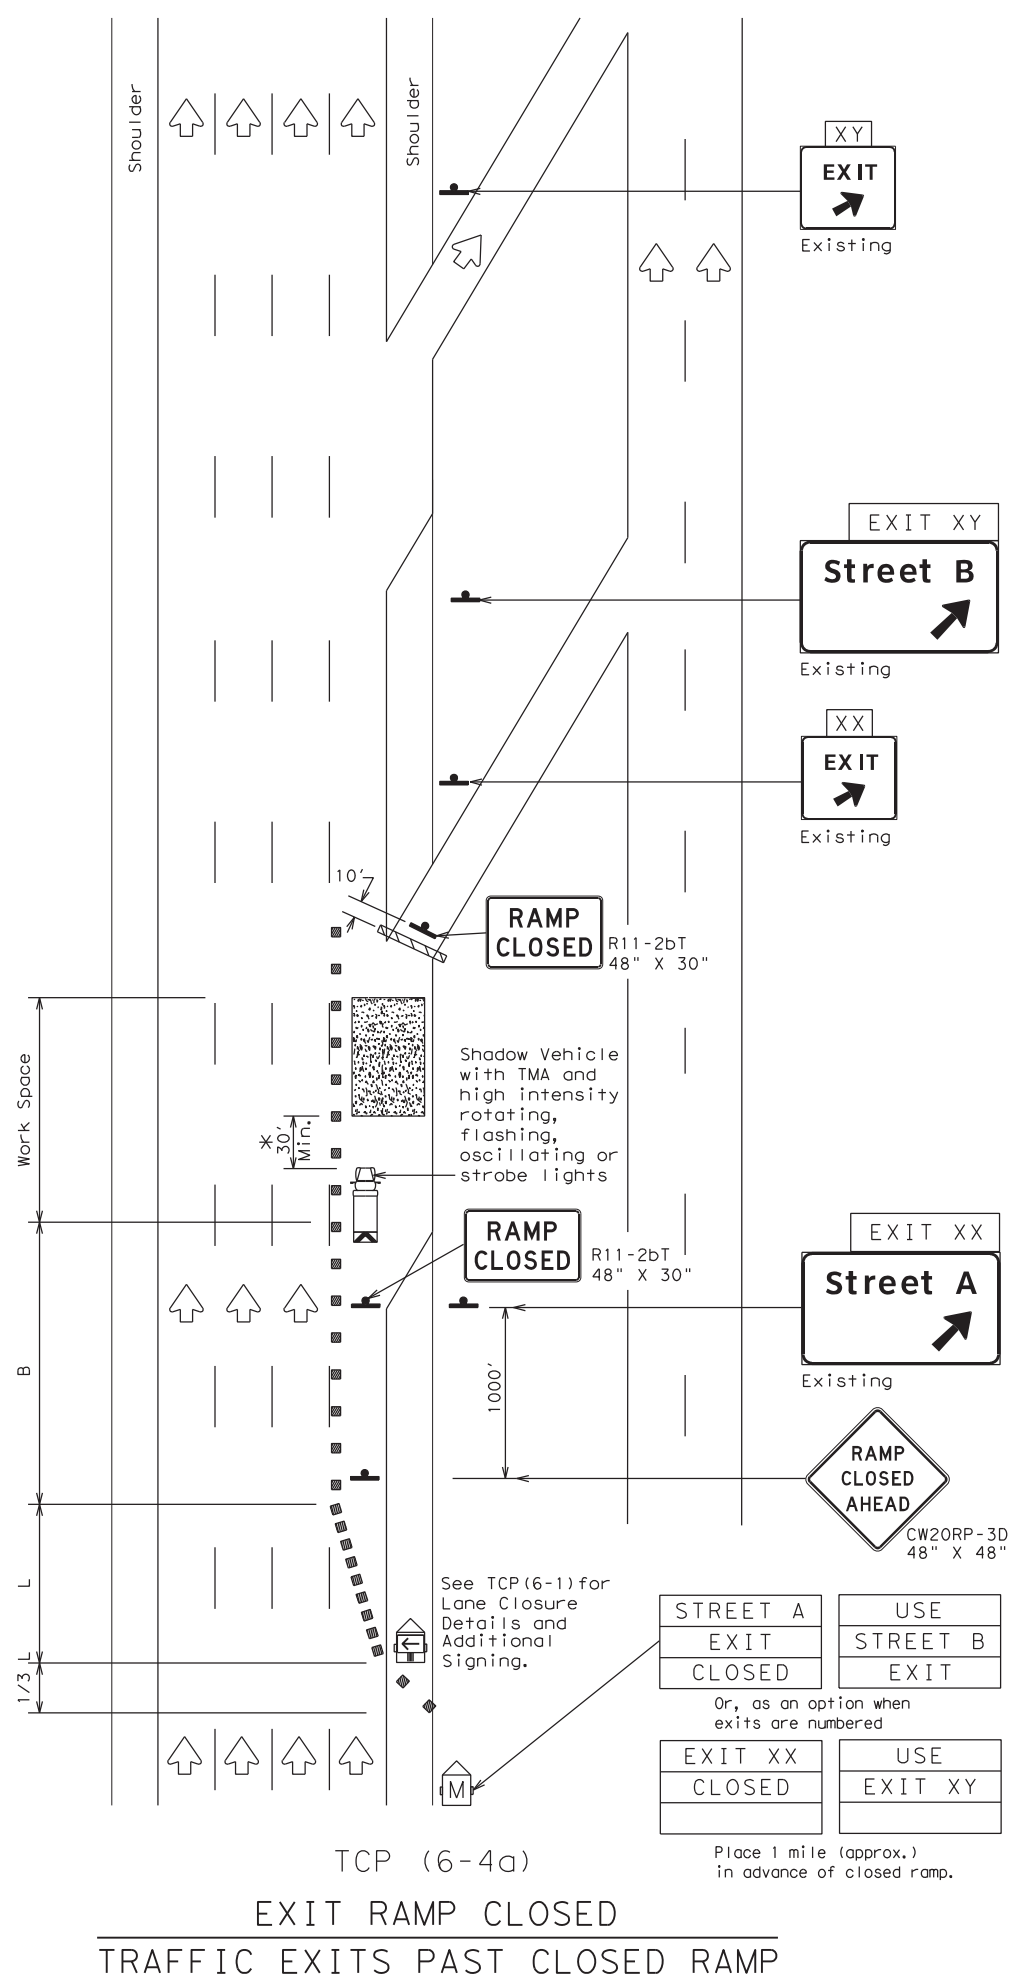 Shoulder
Shoulder
XY
EXIT
Existing
EXIT XY
Street B
Existing
XX
EXIT
Existing
10'
RAMP
CLOSED
R11-2bT
48" X 30"
Work Space
*
30'
Min.
Shadow Vehicle
with TMA and
high intensity
rotating,
flashing,
oscillating or
strobe lights
RAMP
CLOSED
R11-2bT
48" X 30"
EXIT XX
Street A
Existing
B
1000'
RAMP
CLOSED
AHEAD
CW20RP-3D
48" X 48"
L
1/3 L
See TCP(6-1)for
Lane Closure
Details and
Additional
Signing.
STREET A
EXIT
CLOSED
USE
STREET B
EXIT
Or, as an option when
exits are numbered
EXIT XX
CLOSED
USE
EXIT XY
M
Place 1 mile (approx.)
in advance of closed ramp.
TCP (6-4a)
EXIT RAMP CLOSED
TRAFFIC EXITS PAST CLOSED RAMP